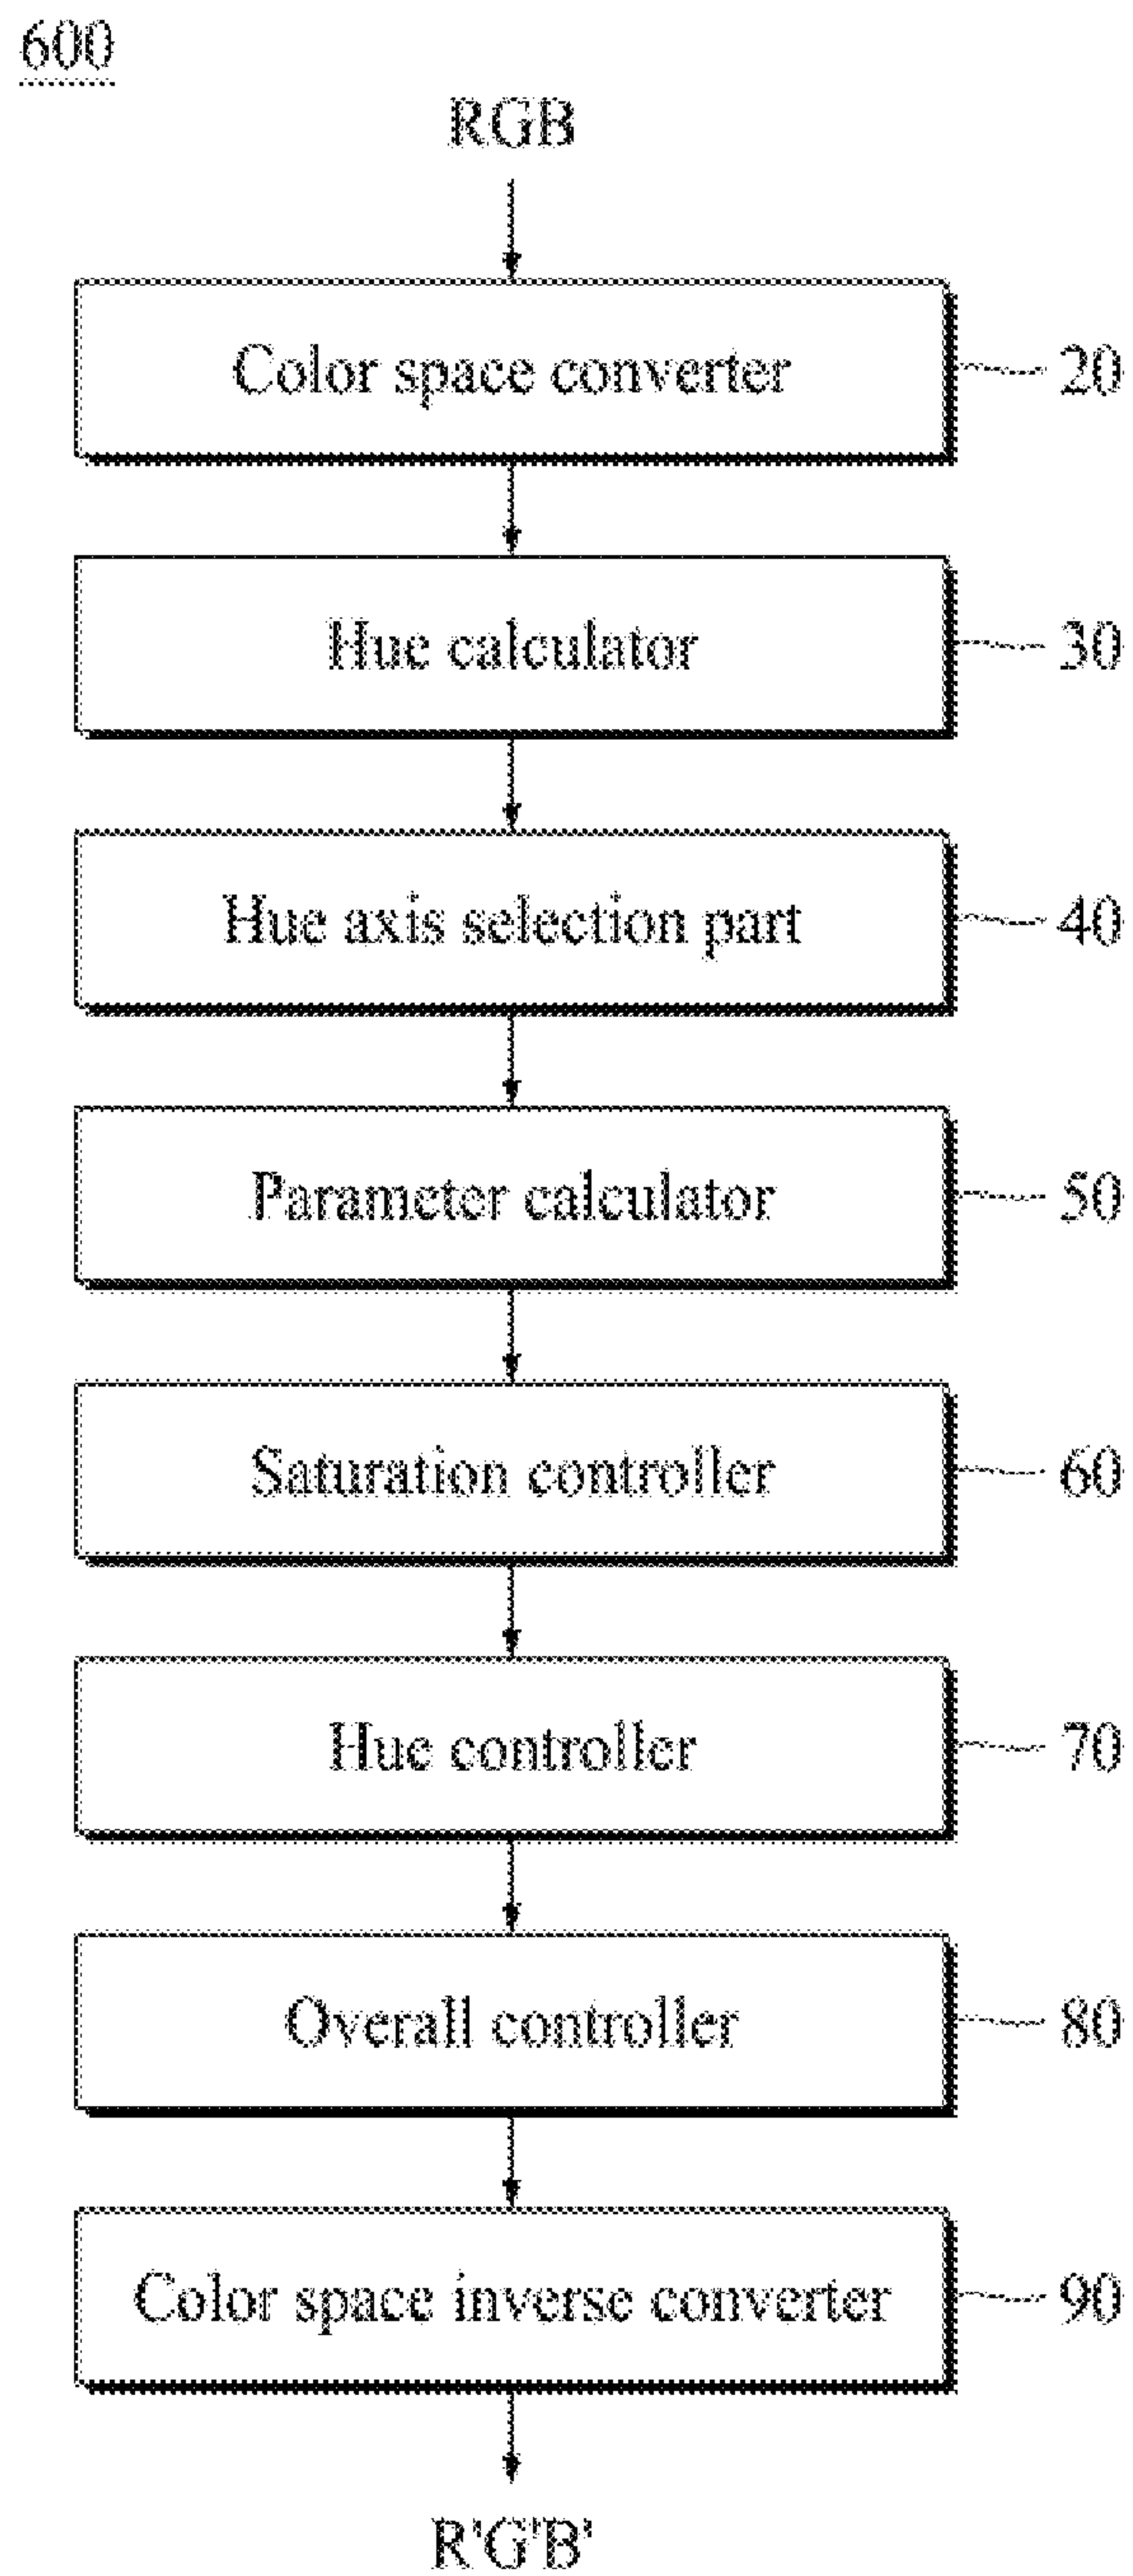 600
RGB
Color space converter 20
Hue calculator 30
Hue axis selection part 40
Parameter calculator 50
Saturation controller 60
Hue controller 70
Overall controller 80
Color space inverse converter 90
R'G'B'